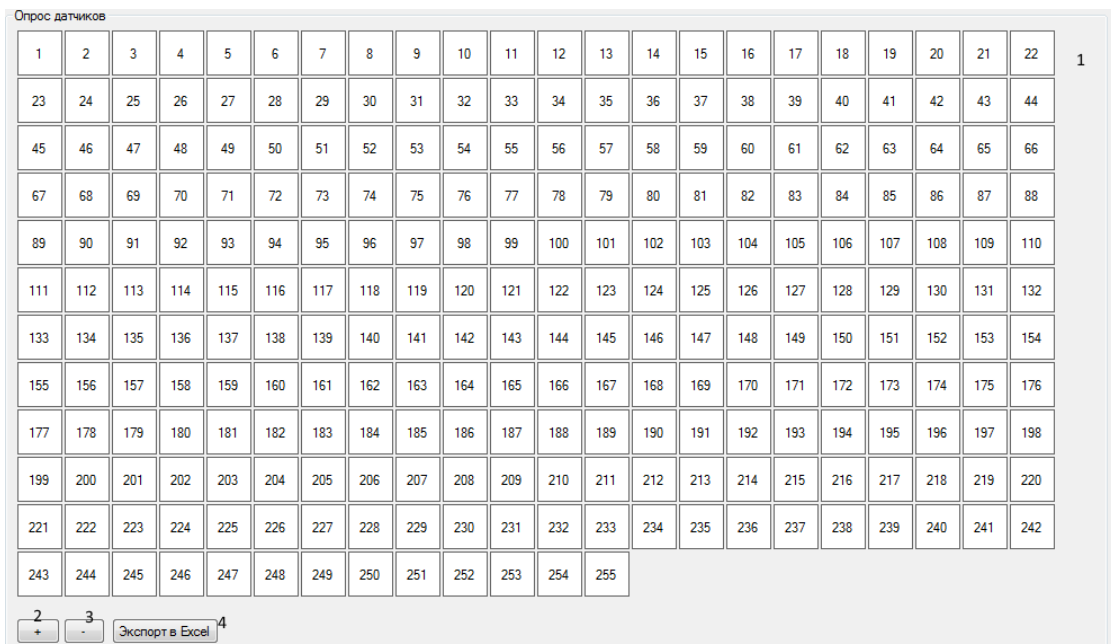 Опрос датчиков
1 2 3 4 5 6 7 8 9 10 11 12 13 14 15 16 17 18 19 20 21 22 1
23 24 25 26 27 28 29 30 31 32 33 34 35 36 37 38 39 40 41 42 43 44
45 46 47 48 49 50 51 52 53 54 55 56 57 58 59 60 61 62 63 64 65 66
67 68 69 70 71 72 73 74 75 76 77 78 79 80 81 82 83 84 85 86 87 88
89 90 91 92 93 94 95 96 97 98 99 100 101 102 103 104 105 106 107 108 109 110
111 112 113 114 115 116 117 118 119 120 121 122 123 124 125 126 127 128 129 130 131 132
133 134 135 136 137 138 139 140 141 142 143 144 145 146 147 148 149 150 151 152 153 154
155 156 157 158 159 160 161 162 163 164 165 166 167 168 169 170 171 172 173 174 175 176
177 178 179 180 181 182 183 184 185 186 187 188 189 190 191 192 193 194 195 196 197 198
199 200 201 202 203 204 205 206 207 208 209 210 211 212 213 214 215 216 217 218 219 220
221 222 223 224 225 226 227 228 229 230 231 232 233 234 235 236 237 238 239 240 241 242
243 244 245 246 247 248 249 250 251 252 253 254 255
2 3 4
+ - Экспорт в Excel